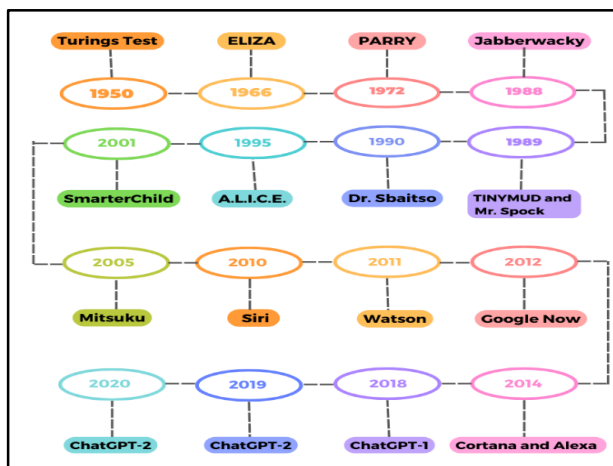 Turings Test
ELIZA
PARRY
Jabberwacky
1950
1966
1972
1988
2001
1995
1990
1989
SmarterChild
A.L.I.C.E.
Dr. Sbaitso
TINYMUD and
Mr. Spock
2005
2010
2011
2012
Mitsuku
Siri
Watson
Google Now
2020
2019
2018
2014
ChatGPT-2
ChatGPT-2
ChatGPT-1
Cortana and Alexa